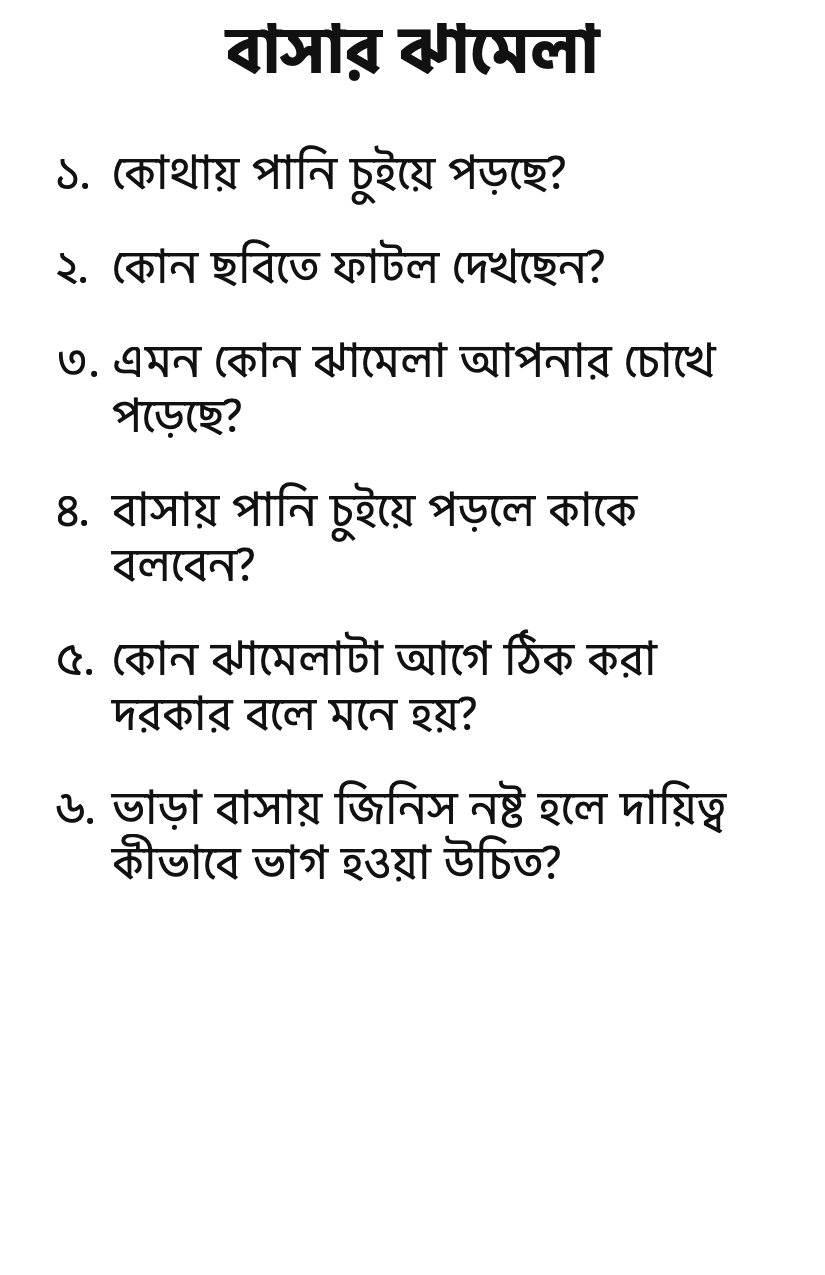 বাসার ঝামেলা
১. কোথায় পানি চুইয়ে পড়ছে?
২. কোন ছবিতে ফাটল দেখছেন?
৩. এমন কোন ঝামেলা আপনার চোখে
পড়েছে?
৪. বাসায় পানি চুইয়ে পড়লে কাকে
বলবেন?
৫. কোন ঝামেলাটা আগে ঠিক করা
দরকার বলে মনে হয়?
৬. ভাড়া বাসায় জিনিস নষ্ট হলে দায়িত্ব
কীভাবে ভাগ হওয়া উচিত?